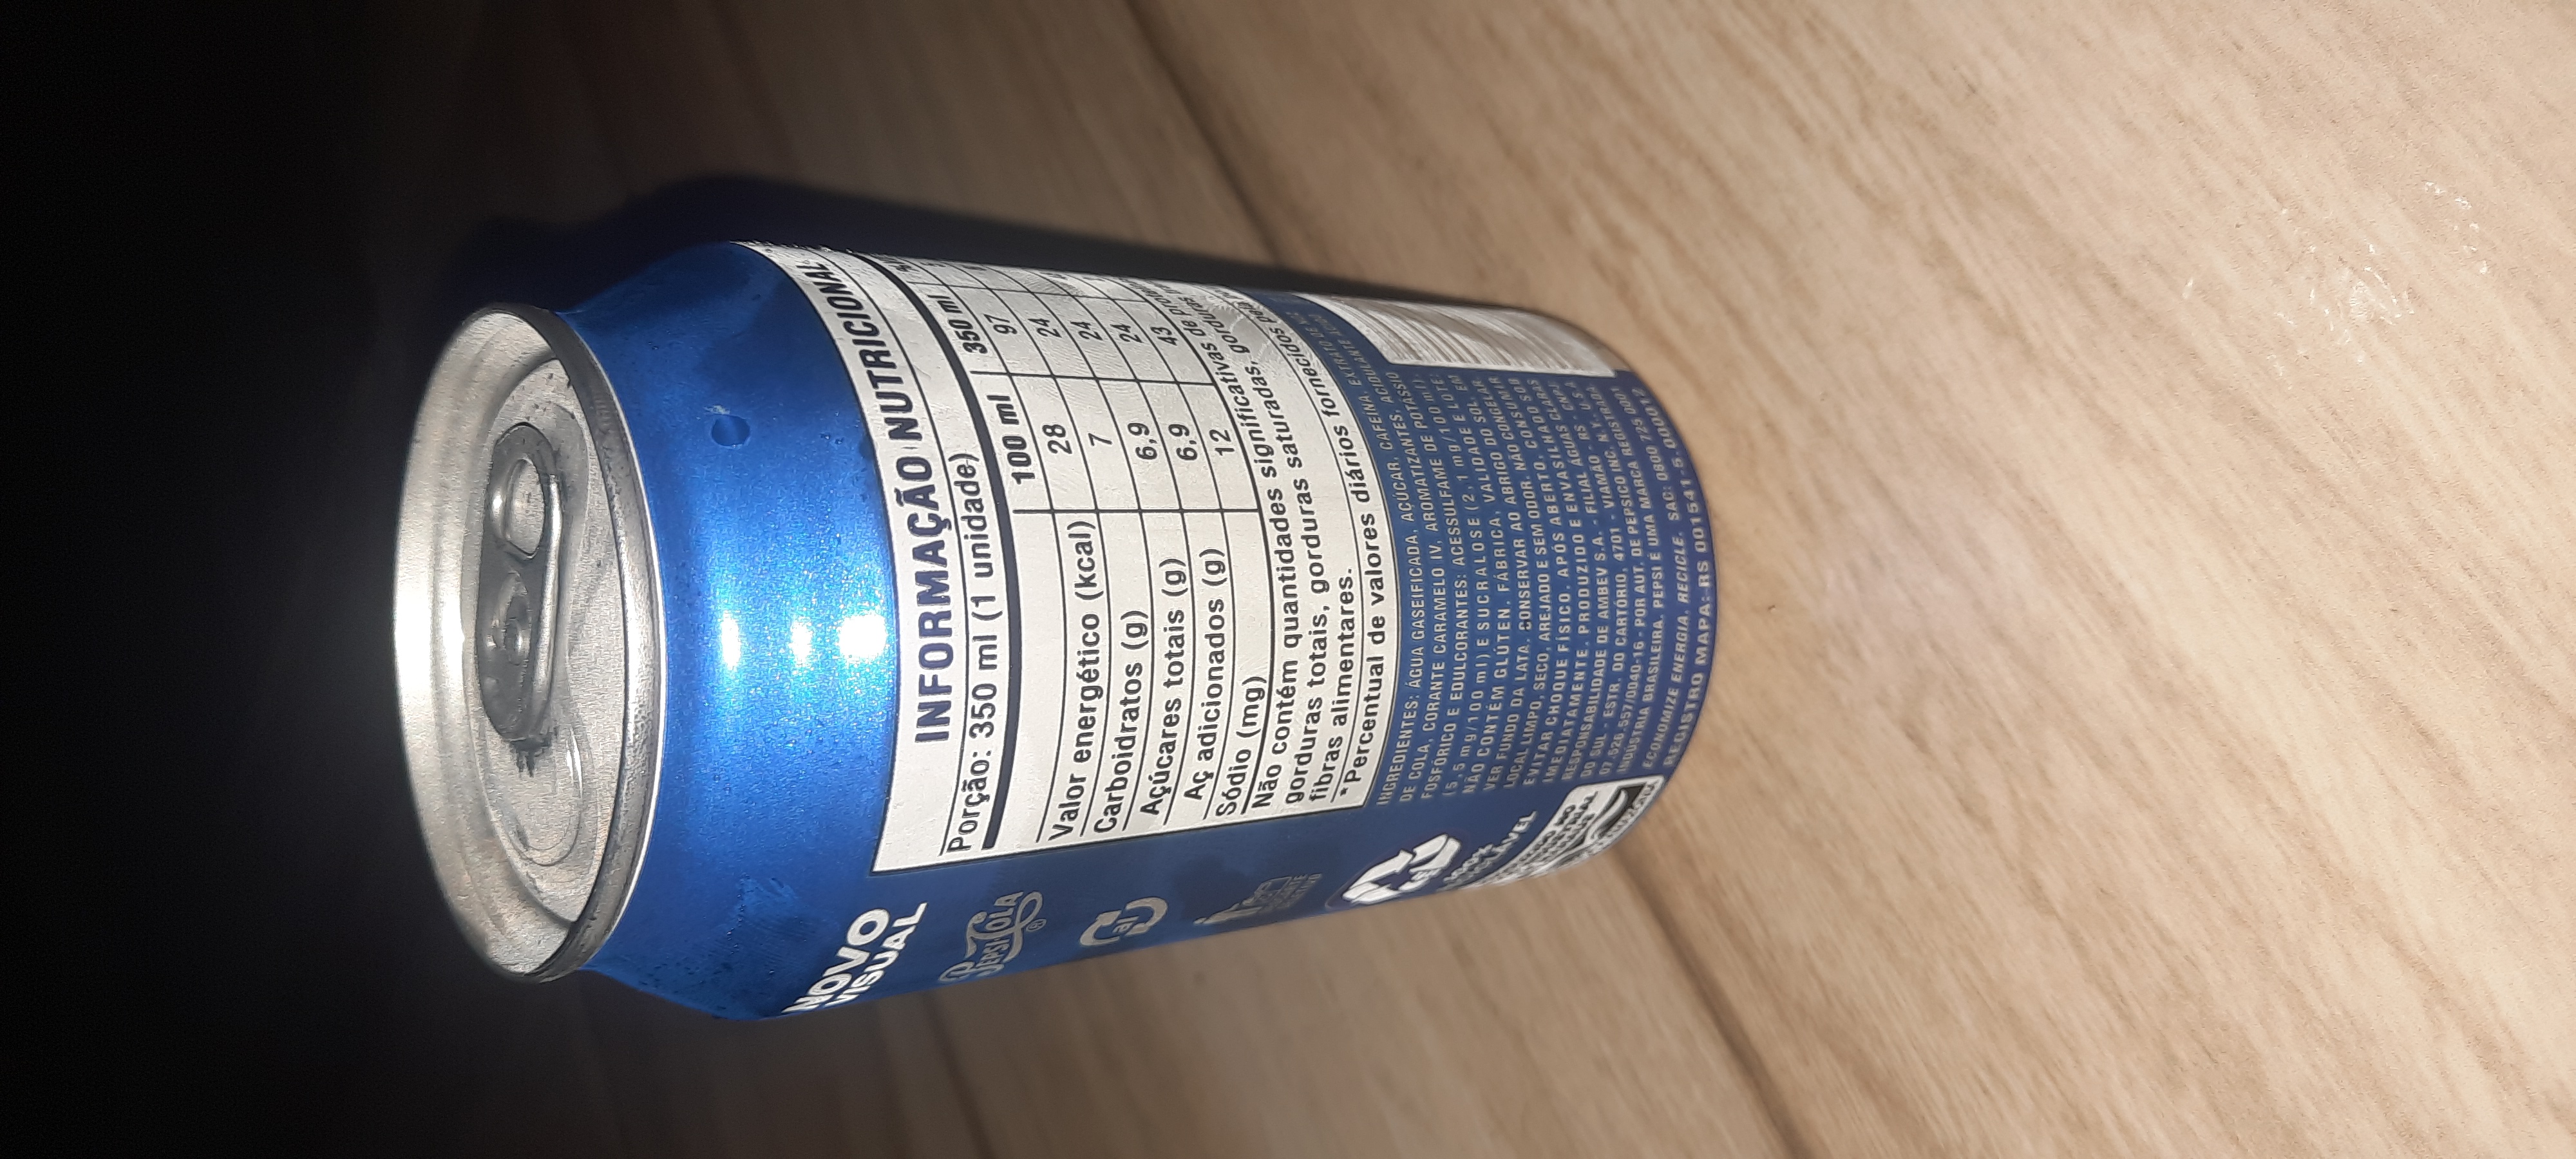 NOVO
VISUAL
PEPSI-COLA
®
al
100%
INFORMAÇÃO NUTRICIONAL
Porção: 350 ml (1 unidade)
100 ml 350 ml
Valor energético (kcal) 28 97
Carboidratos (g) 7 24
Açúcares totais (g) 6,9 24
Aç adicionados (g) 6,9 24
Sódio (mg) 12 43
Não contém quantidades significativas de
gorduras totais, gorduras saturadas, gorduras
fibras alimentares.
*Percentual de valores diários fornecidos
INGREDIENTES: ÁGUA GASEIFICADA, AÇÚCAR, CAFEÍNA, EXTRATO DE NOZ
DE COLA, CORANTE CARAMELO IV, AROMATIZANTES, ACIDULANTE ÁCIDO
FOSFÓRICO E EDULCORANTES: ACESSULFAME DE POTÁSSIO
(5,5 mg/100 ml) E SUCRALOSE (2,1 mg/100 ml).
NÃO CONTÉM GLÚTEN. FÁBRICA, VALIDADE E LOTE:
VER FUNDO DA LATA. CONSERVAR AO ABRIGO DO SOL, EM
LOCAL LIMPO, SECO, AREJADO E SEM ODOR. NÃO CONGELAR.
EVITAR CHOQUE FÍSICO. APÓS ABERTO, CONSUMIR
IMEDIATAMENTE. PRODUZIDO E ENVASILHADO SOB
RESPONSABILIDADE DE AMBEV S.A. - FILIAL ÁGUAS CLARAS
DO SUL - ESTR. DO CARTÓRIO, 4701 - VIAMÃO - RS - CNPJ:
07.526.557/0040-16 - POR AUT. DE PEPSICO INC. N.Y., U.S.A
INDÚSTRIA BRASILEIRA. PEPSI É UMA MARCA REGISTRADA.
ECONOMIZE ENERGIA. RECICLE. SAC: 0800 725 0001
REGISTRO MAPA: RS 001541-5.000012